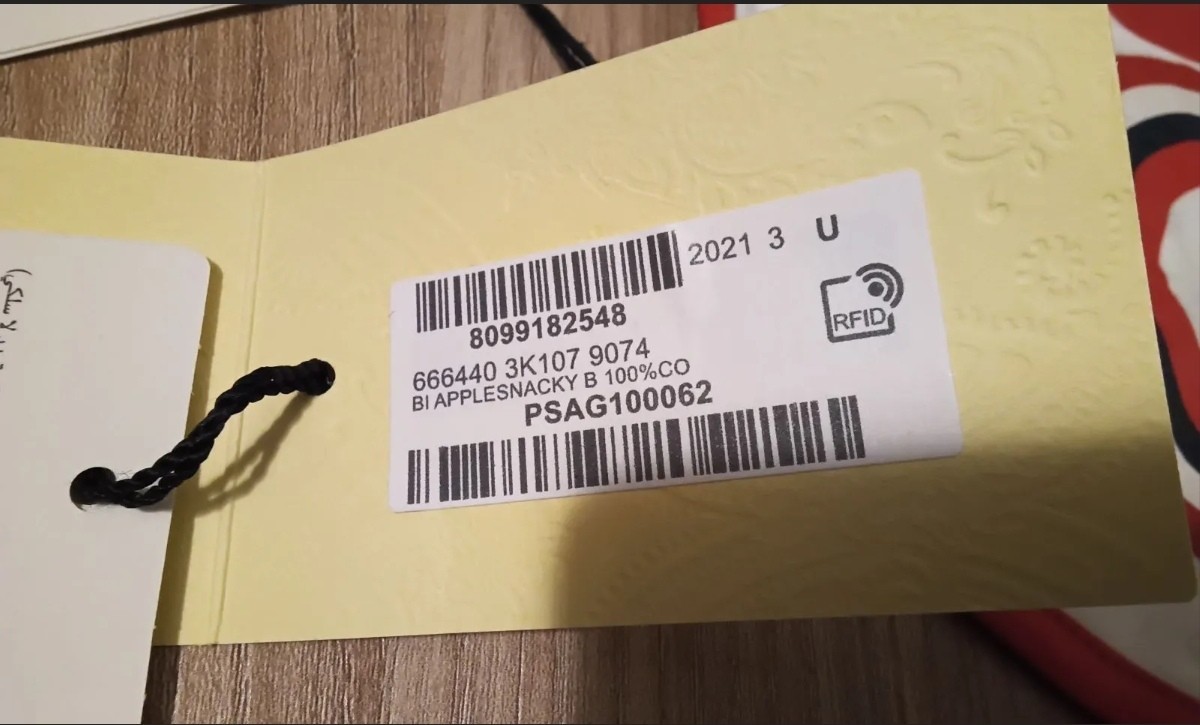 2021 3 U
8099182548
RFID
666440 3K107 9074
BI APPLESNACKY B 100%CO
PSAG100062